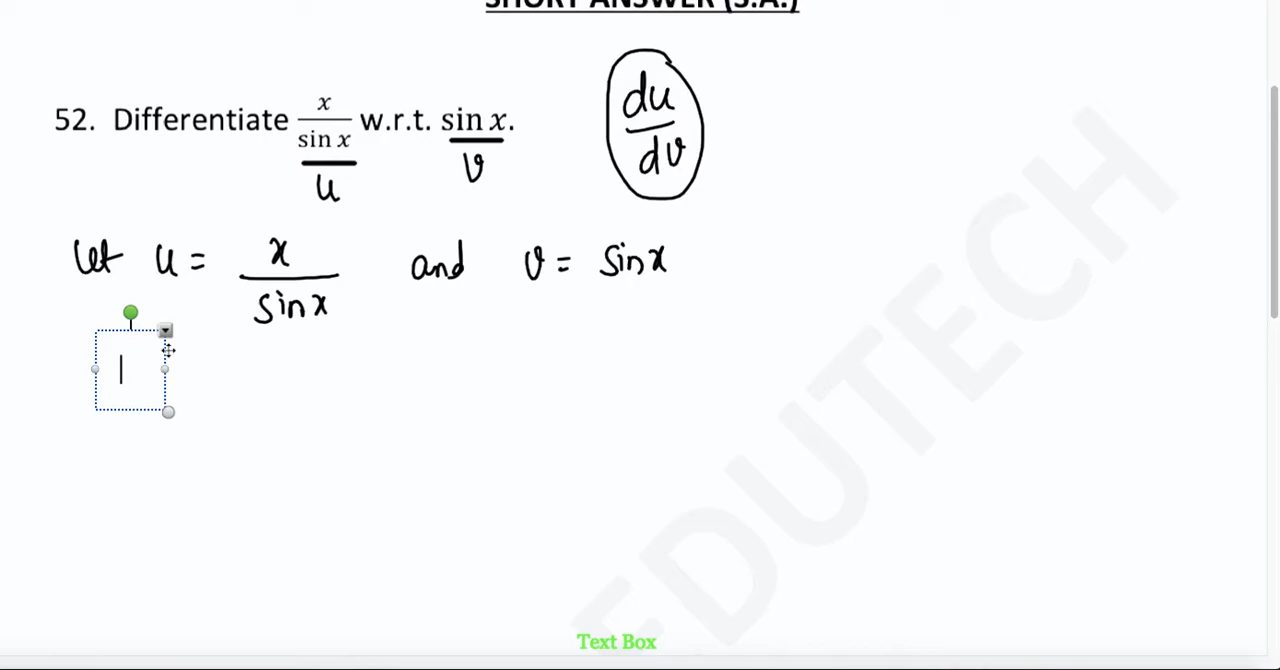 SHORT ANSWER (S.A.)
52. Differentiate x/sin x w.r.t. sin x.
u v
du/dv
Let u = x/sin x and v = sin x
EDUTECH
Text Box